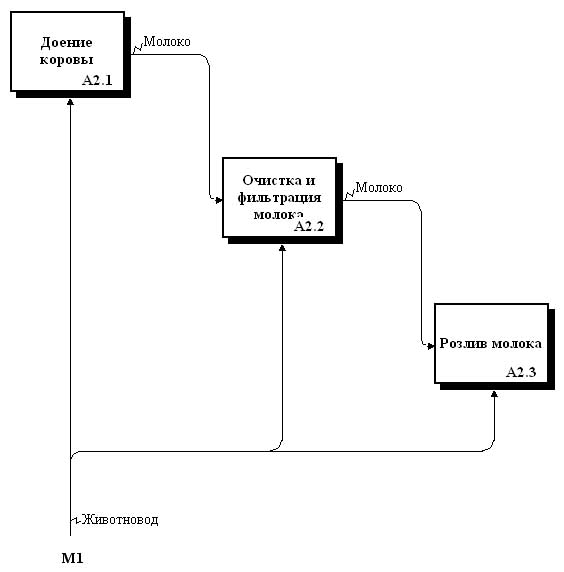 Доение
коровы
A2.1
Молоко
Очистка и
фильтрация
молока
A2.2
Молоко
Розлив молока
A2.3
Животновод
M1